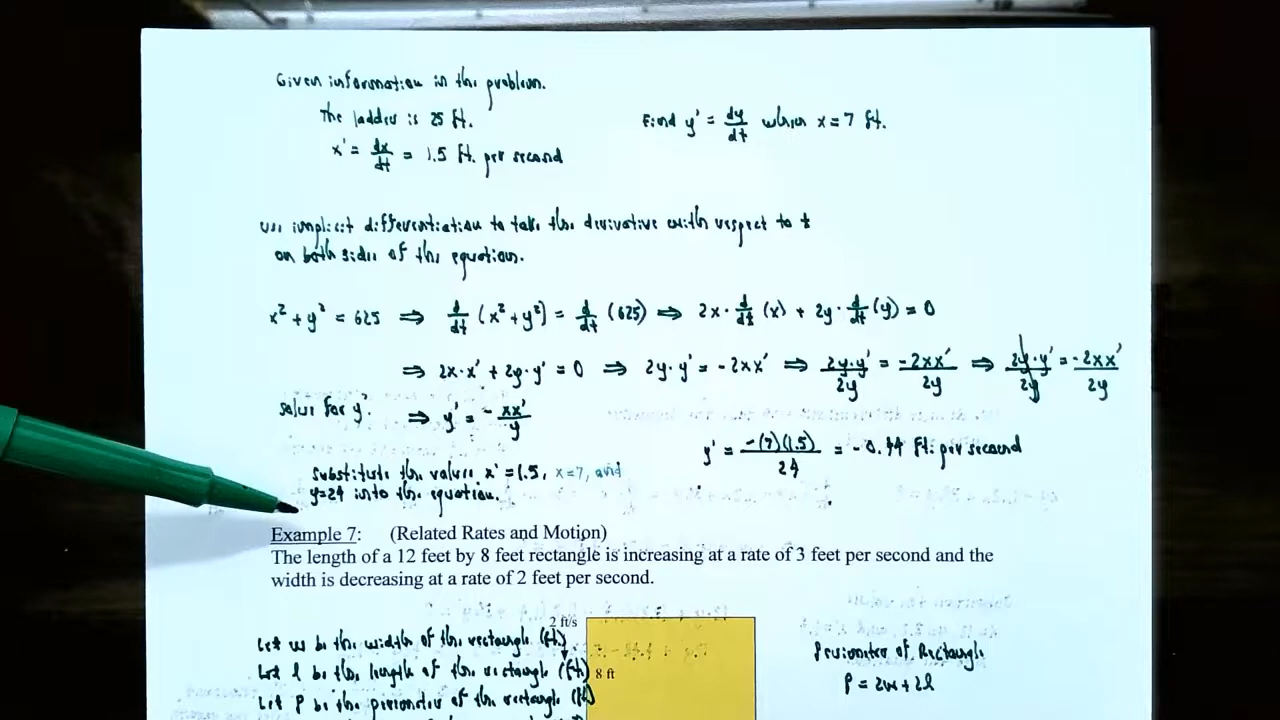 Given information in the problem.
The ladder is 25 ft.
x' = dx/dt = 1.5 ft. per second
Find y' = dy/dt when x = 7 ft.
Use implicit differentiation to take the derivative with respect to t
on both sides of the equation.
x² + y² = 625 ⇒ d/dt (x² + y²) = d/dt (625) ⇒ 2x · d/dt (x) + 2y · d/dt (y) = 0
⇒ 2x·x' + 2y·y' = 0 ⇒ 2y·y' = -2xx' ⇒ 2y·y'/2y = -2xx'/2y ⇒ 2y·y'/2y = -2xx'/2y
Solve for y'. ⇒ y' = - xx'/y
y' = -(7)(1.5)/24 = -0.44 ft. per second
Substitute the values x' = 1.5, x=7, and
y=24 into the equation.
Example 7: (Related Rates and Motion)
The length of a 12 feet by 8 feet rectangle is increasing at a rate of 3 feet per second and the
width is decreasing at a rate of 2 feet per second.
2 ft/s
Let w be the width of the rectangle (ft).
Let l be the length of the rectangle (ft)
8 ft
Let P be the perimeter of the rectangle (ft)
Perimeter of Rectangle
P = 2w + 2l